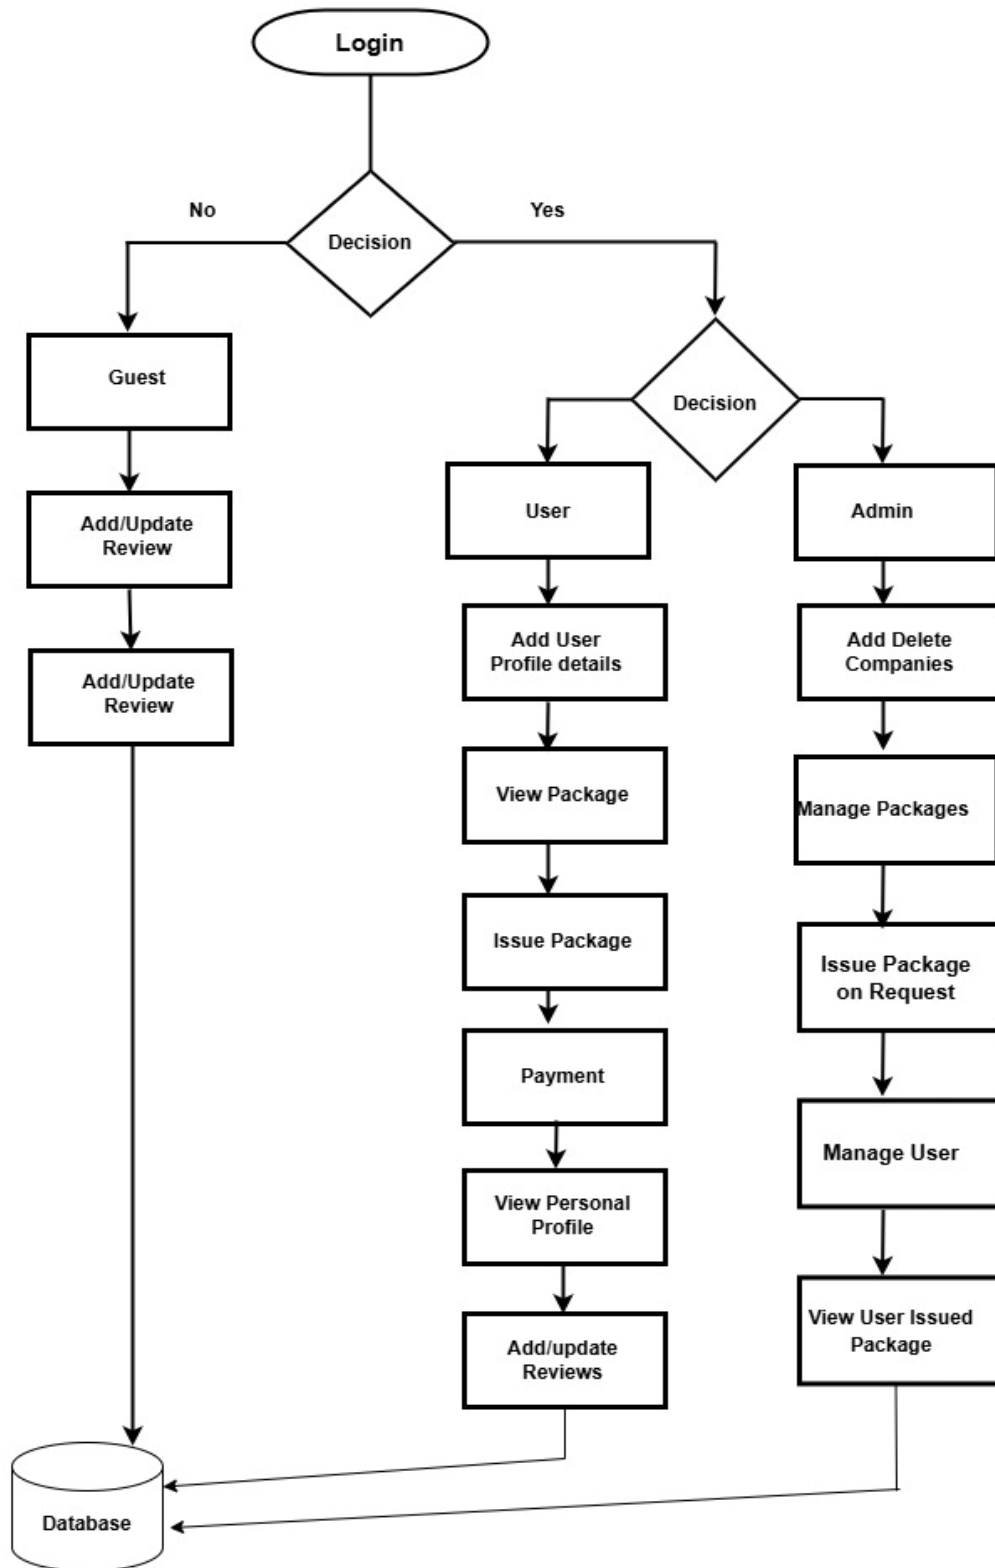 Login
No
Yes
Decision
Decision
Guest
User
Admin
Add/Update
Review
Add User
Profile details
Add Delete
Companies
Add/Update
Review
View Package
Manage Packages
Issue Package
Issue Package
on Request
Payment
Manage User
View Personal
Profile
View User Issued
Package
Add/update
Reviews
Database